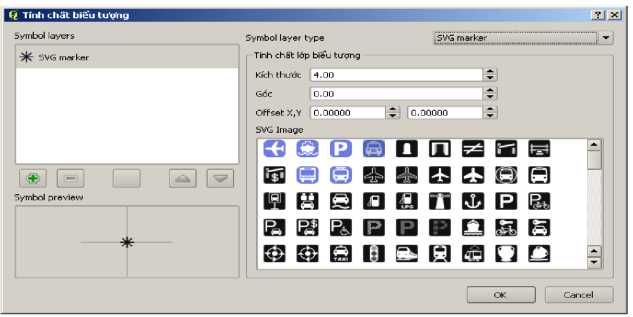 Tính chất biểu tượng
Symbol layers
SVG marker
Symbol preview
Symbol layer type
SVG marker
Tính chất lớp biểu tượng
Kích thước 4.00
Góc 0.00
Offset X,Y 0.00000 0.00000
SVG Image
OK
Cancel